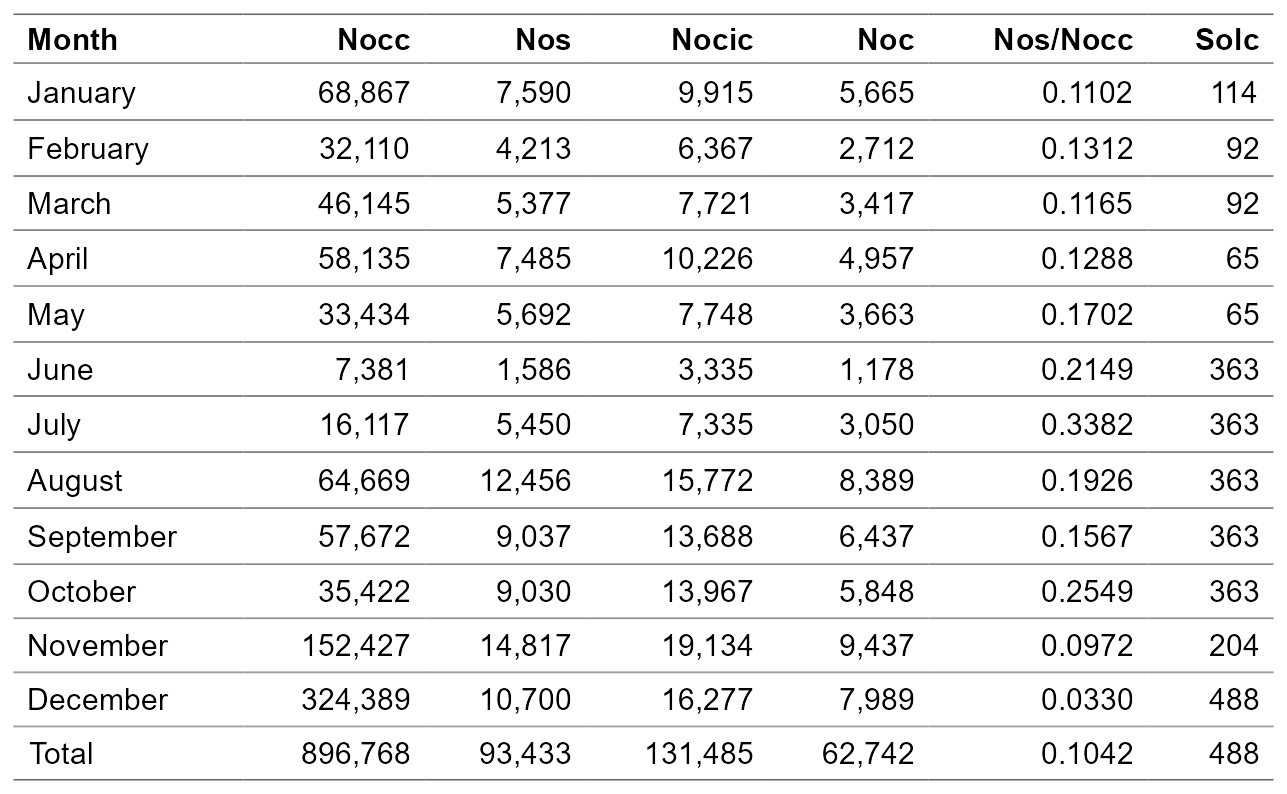 Month Nocc Nos Nocic Noc Nos/Nocc Solc
January 68,867 7,590 9,915 5,665 0.1102 114
February 32,110 4,213 6,367 2,712 0.1312 92
March 46,145 5,377 7,721 3,417 0.1165 92
April 58,135 7,485 10,226 4,957 0.1288 65
May 33,434 5,692 7,748 3,663 0.1702 65
June 7,381 1,586 3,335 1,178 0.2149 363
July 16,117 5,450 7,335 3,050 0.3382 363
August 64,669 12,456 15,772 8,389 0.1926 363
September 57,672 9,037 13,688 6,437 0.1567 363
October 35,422 9,030 13,967 5,848 0.2549 363
November 152,427 14,817 19,134 9,437 0.0972 204
December 324,389 10,700 16,277 7,989 0.0330 488
Total 896,768 93,433 131,485 62,742 0.1042 488